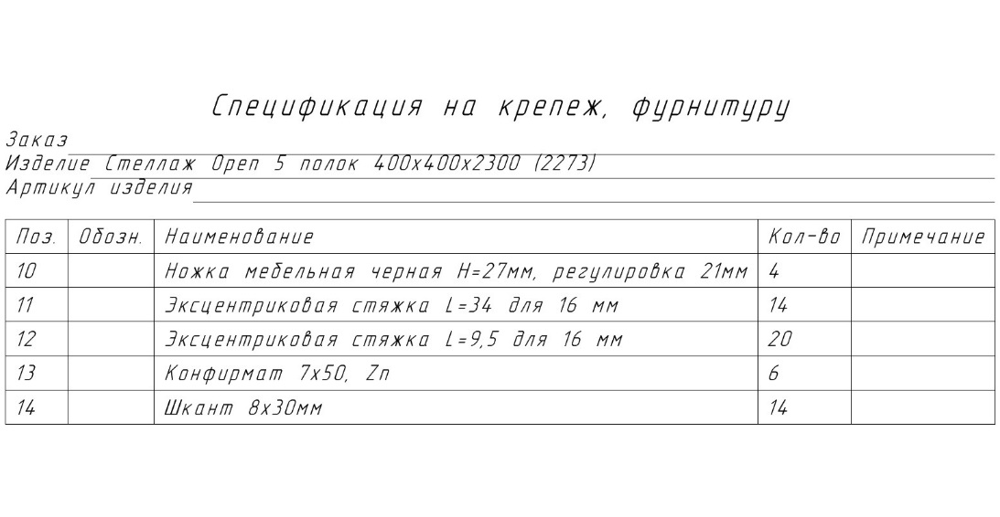 Спецификация на крепеж, фурнитуру
Заказ
Изделие Стеллаж Open 5 полок 400x400x2300 (2273)
Артикул изделия
Поз. Обозн. Наименование Кол-во Примечание
10 Ножка мебельная черная H=27мм, регулировка 21мм 4
11 Эксцентриковая стяжка L=34 для 16 мм 14
12 Эксцентриковая стяжка L=9,5 для 16 мм 20
13 Конфирмат 7x50, Zn 6
14 Шкант 8x30мм 14